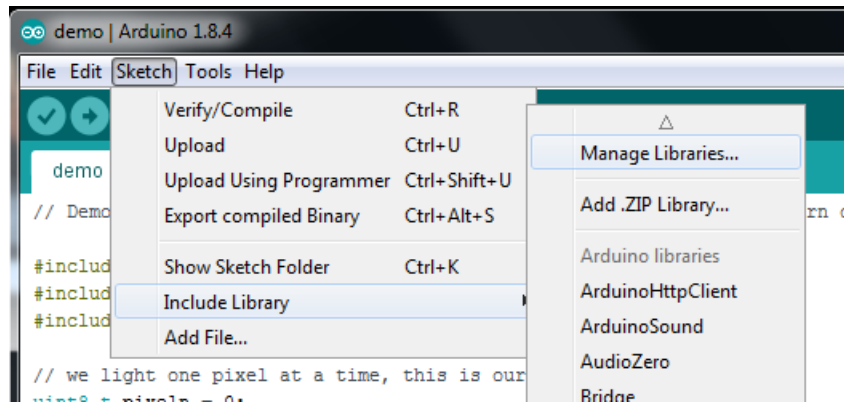 demo | Arduino 1.8.4
File Edit Sketch Tools Help
Verify/Compile Ctrl+R
Upload Ctrl+U
Upload Using Programmer Ctrl+Shift+U
Export compiled Binary Ctrl+Alt+S
Show Sketch Folder Ctrl+K
Include Library
Add File...
Manage Libraries...
Add .ZIP Library...
Arduino libraries
ArduinoHttpClient
ArduinoSound
AudioZero
Bridge
demo
// Demo
#includ
#includ
#includ
// we light one pixel at a time, this is our
uint8_t pixeln = 0;